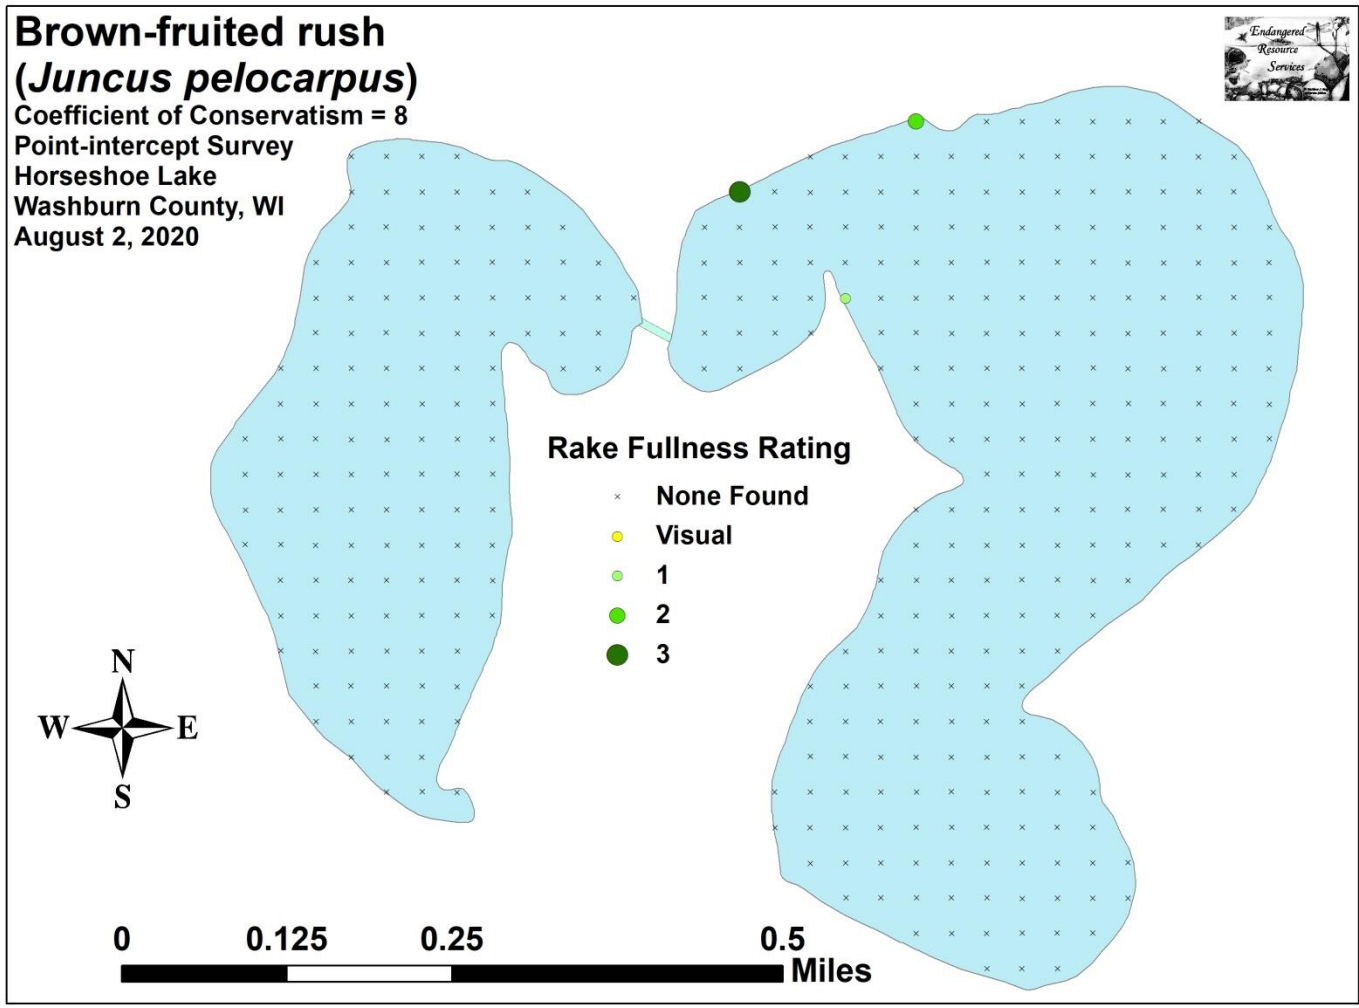 Brown-fruited rush
(Juncus pelocarpus)
Coefficient of Conservatism = 8
Point-intercept Survey
Horseshoe Lake
Washburn County, WI
August 2, 2020
Endangered
Resource
Services
Rake Fullness Rating
None Found
Visual
1
2
3
N
W E
S
0 0.125 0.25 0.5
Miles